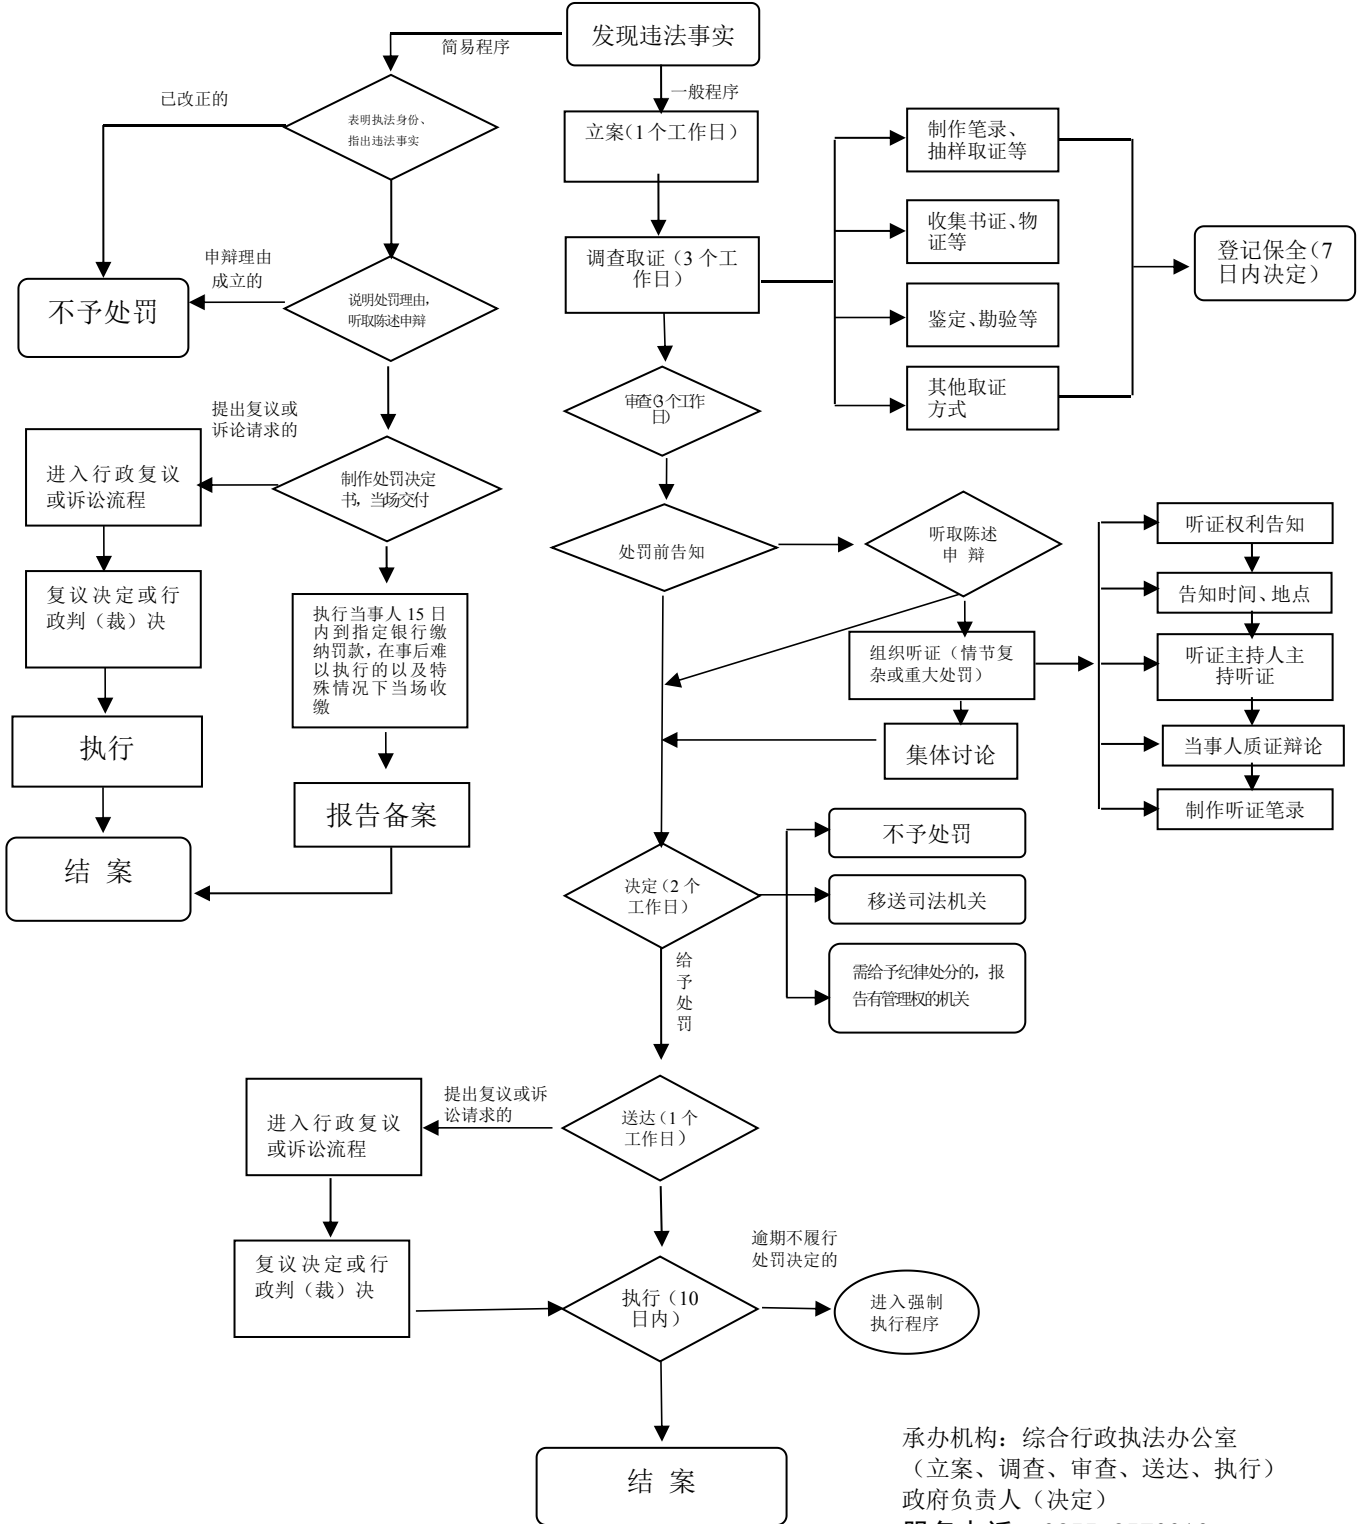 发现违法事实
简易程序
一般程序
已改正的
表明执法身份、
指出违法事实
立案（1 个工作日）
制作笔录、
抽样取证等
收集书证、物
证等
登记保全（7
日内决定）
调查取证（3 个工
作日）
申辩理由
成立的
不予处罚
说明处罚理由，
听取陈述申辩
鉴定、勘验等
其他取证
方式
审查（3 个工作
日）
提出复议或
诉论请求的
进入行政复议
或诉讼流程
制作处罚决定
书，当场交付
处罚前告知
听取陈述
申 辩
听证权利告知
告知时间、地点
听证主持人主
持听证
当事人质证辩论
制作听证笔录
复议决定或行
政判（裁）决
执行当事人 15 日
内到指定银行缴
纳罚款，在事后难
以执行的以及特
殊情况下当场收
缴
组织听证（情节复
杂或重大处罚）
集体讨论
执行
报告备案
结 案
决定（2 个
工作日）
不予处罚
移送司法机关
需给予纪律处分的，报
告有管理权的机关
给
予
处
罚
提出复议或诉
讼请求的
进入行政复议
或诉讼流程
送达（1 个
工作日）
复议决定或行
政判（裁）决
逾期不履行
处罚决定的
执行（10
日内）
进入强制
执行程序
结 案
承办机构：综合行政执法办公室
（立案、调查、审查、送达、执行）
政府负责人（决定）